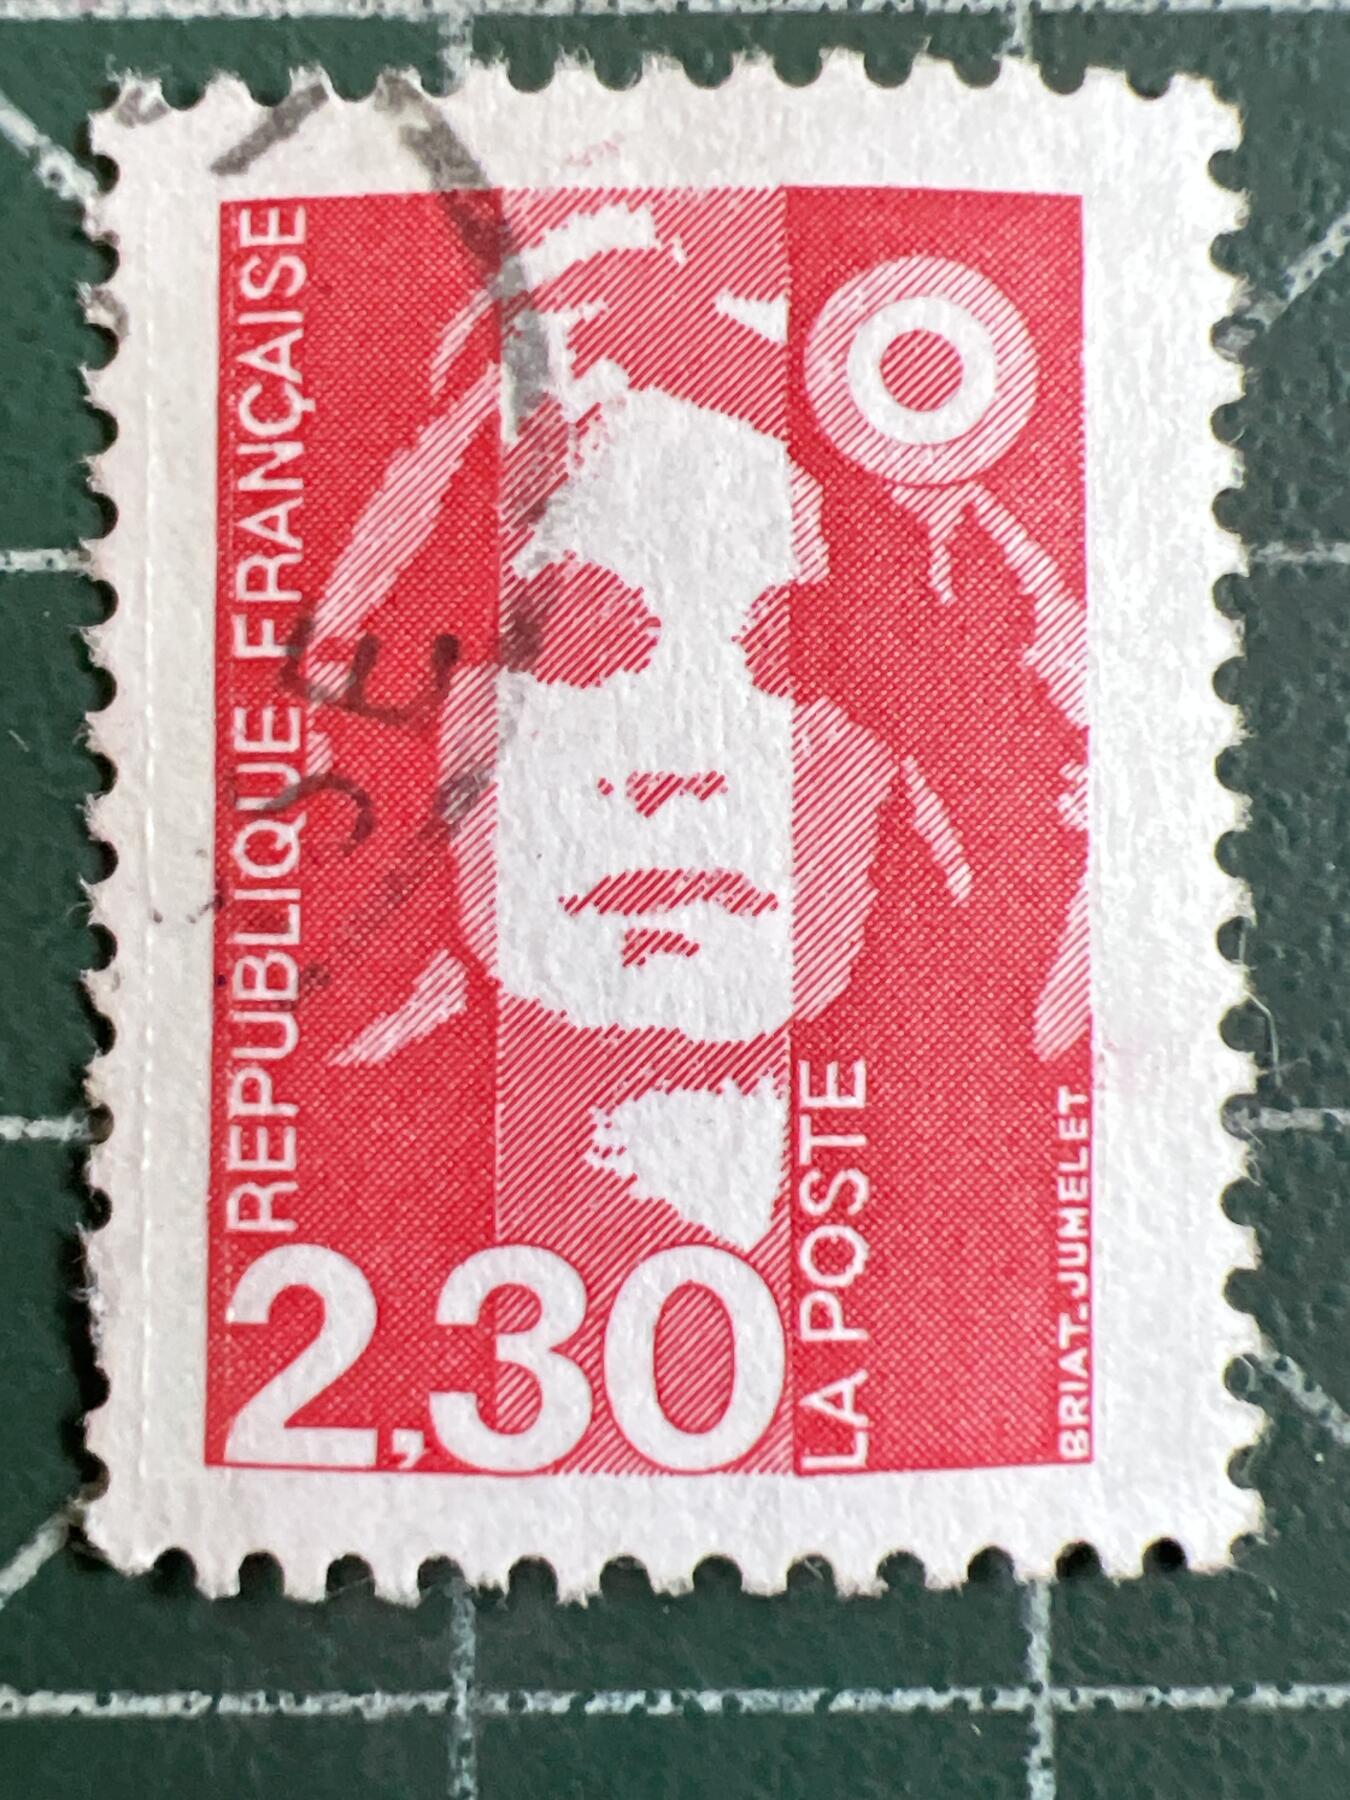 REPUBLIQUE FRANÇAISE
2,30
LA POSTE
BRIAT-JUMELET